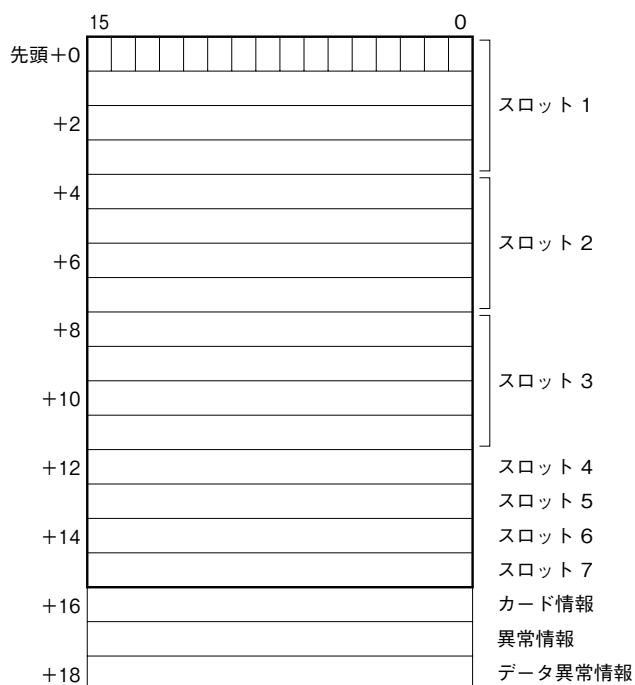 15 0
先頭+0
スロット 1
+2
+4
スロット 2
+6
+8
スロット 3
+10
+12 スロット 4
スロット 5
+14 スロット 6
スロット 7
+16 カード情報
異常情報
+18 データ異常情報